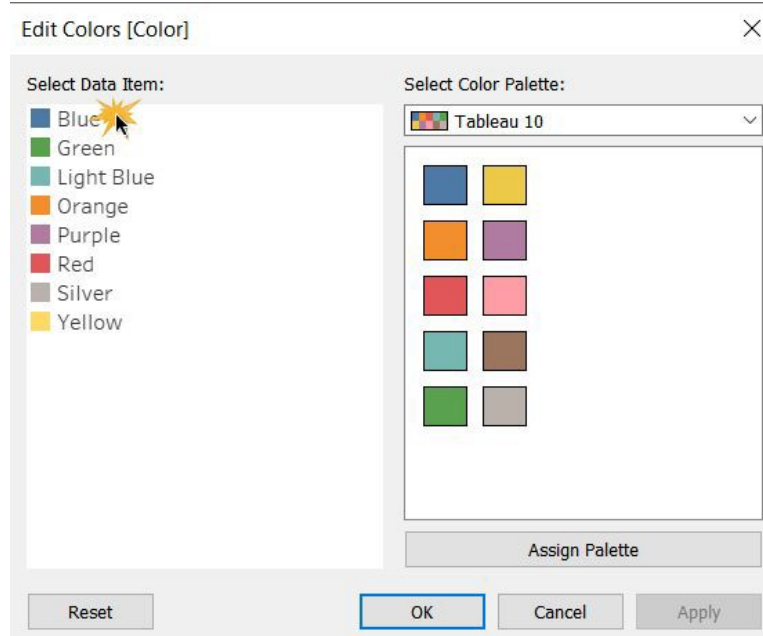 Edit Colors [Color]
Select Data Item:
Blue
Green
Light Blue
Orange
Purple
Red
Silver
Yellow
Select Color Palette:
Tableau 10
Assign Palette
Reset
OK
Cancel
Apply